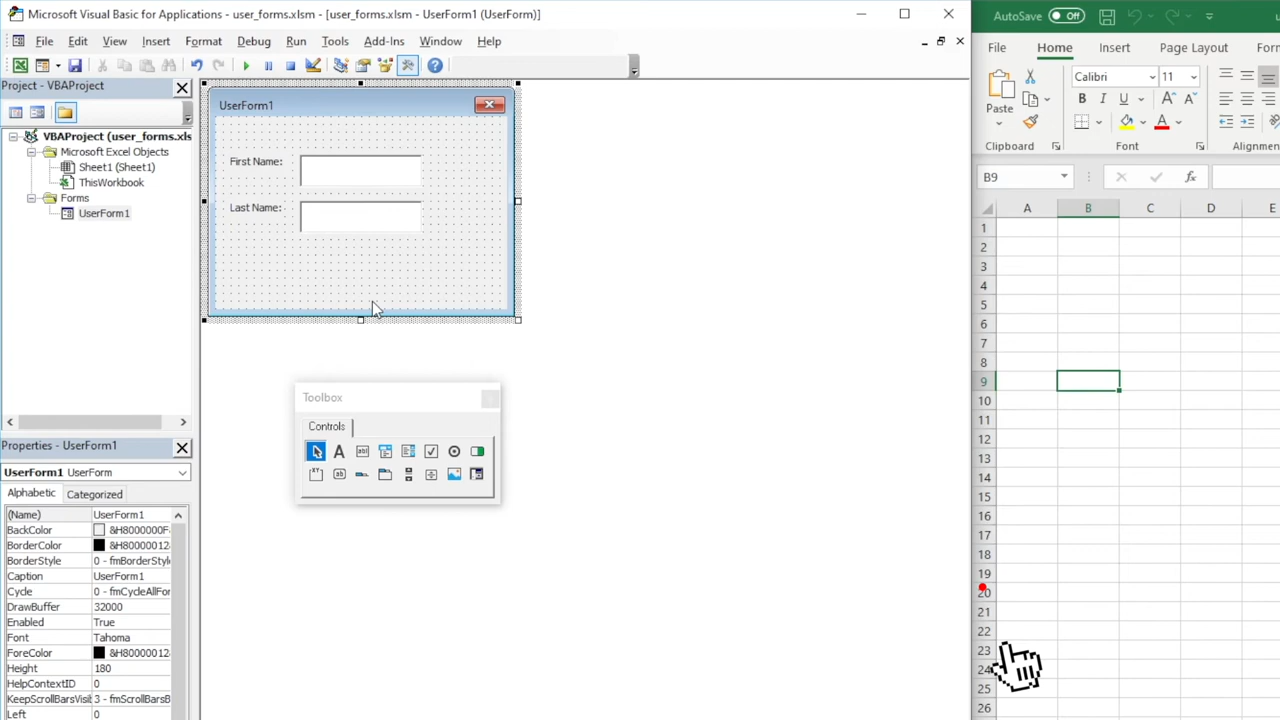 Microsoft Visual Basic for Applications - user_forms.xlsm - [user_forms.xlsm - UserForm1 (UserForm)]
File Edit View Insert Format Debug Run Tools Add-Ins Window Help
Project - VBAProject
VBAProject (user_forms.xls
Microsoft Excel Objects
Sheet1 (Sheet1)
ThisWorkbook
Forms
UserForm1
UserForm1
First Name:
Last Name:
Toolbox
Controls
Properties - UserForm1
UserForm1 UserForm
Alphabetic Categorized
(Name) UserForm1
BackColor &H8000000F
BorderColor &H80000012
BorderStyle 0 - fmBorderStyl
Caption UserForm1
Cycle 0 - fmCycleAllFor
DrawBuffer 32000
Enabled True
Font Tahoma
ForeColor &H80000012
Height 180
HelpContextID 0
KeepScrollBarsVisib 3 - fmScrollBarsB
Left 0
AutoSave Off
File Home Insert Page Layout For
Calibri 11
Paste
B I U A A
A
Clipboard Font Alignmen
B9 fx
A B C D E
1
2
3
4
5
6
7
8
9
10
11
12
13
14
15
16
17
18
19
20
21
22
23
24
25
26